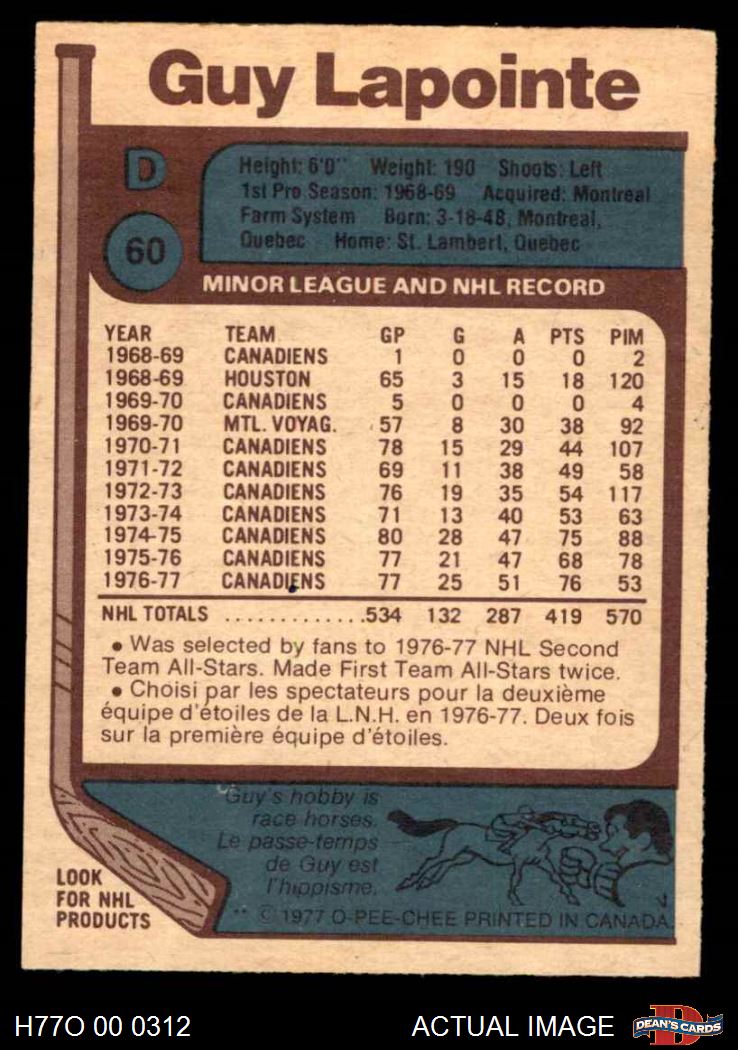 Guy Lapointe
D
60
Height: 6'0" Weight: 190 Shoots: Left
1st Pro Season: 1968-69 Acquired: Montreal
Farm System Born: 3-18-48, Montreal,
Quebec Home: St. Lambert, Quebec
MINOR LEAGUE AND NHL RECORD
YEAR TEAM GP G A PTS PIM
1968-69 CANADIENS 1 0 0 0 2
1968-69 HOUSTON 65 3 15 18 120
1969-70 CANADIENS 5 0 0 0 4
1969-70 MTL. VOYAG. 57 8 30 38 92
1970-71 CANADIENS 78 15 29 44 107
1971-72 CANADIENS 69 11 38 49 58
1972-73 CANADIENS 76 19 35 54 117
1973-74 CANADIENS 71 13 40 53 63
1974-75 CANADIENS 80 28 47 75 88
1975-76 CANADIENS 77 21 47 68 78
1976-77 CANADIENS 77 25 51 76 53
NHL TOTALS .............534 132 287 419 570
• Was selected by fans to 1976-77 NHL Second
Team All-Stars. Made First Team All-Stars twice.
• Choisi par les spectateurs pour la deuxième
équipe d'étoiles de la L.N.H. en 1976-77. Deux fois
sur la première équipe d'étoiles.
Guy's hobby is
race horses.
Le passe-temps
de Guy est
l'hippisme.
LOOK
FOR NHL
PRODUCTS
** © 1977 O-PEE-CHEE PRINTED IN CANADA.
H77O 00 0312
ACTUAL IMAGE
DEAN'S CARDS